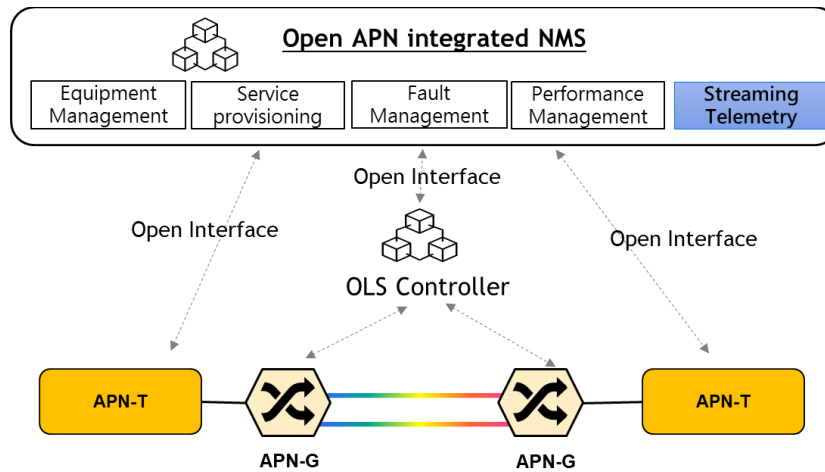 Open APN integrated NMS
Equipment
Management
Service
provisioning
Fault
Management
Performance
Management
Streaming
Telemetry
Open Interface
Open Interface
Open Interface
OLS Controller
APN-T
APN-T
APN-G
APN-G